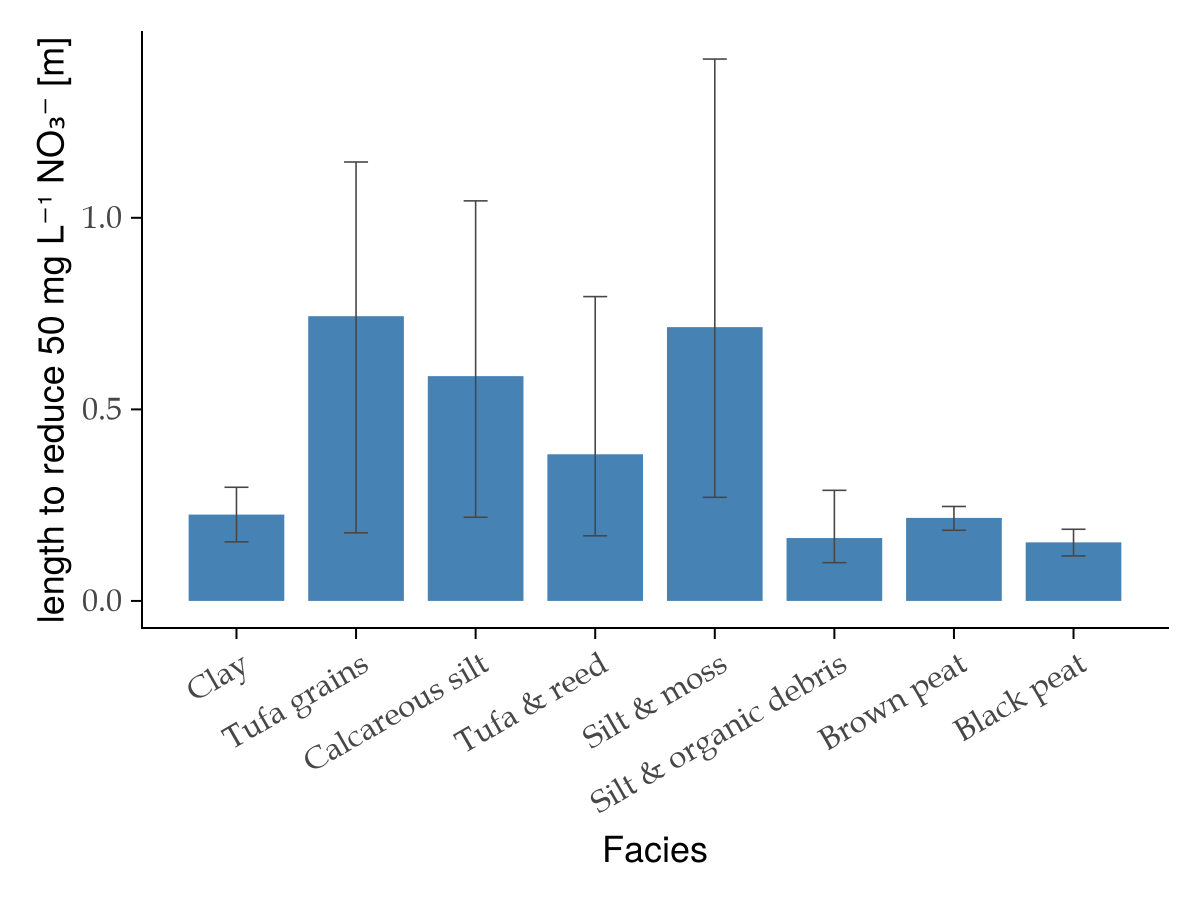 length to reduce 50 mg L⁻¹ NO₃⁻ [m]
1.0
0.5
0.0
Clay
Tufa grains
Calcareous silt
Tufa & reed
Silt & moss
Silt & organic debris
Brown peat
Black peat
Facies